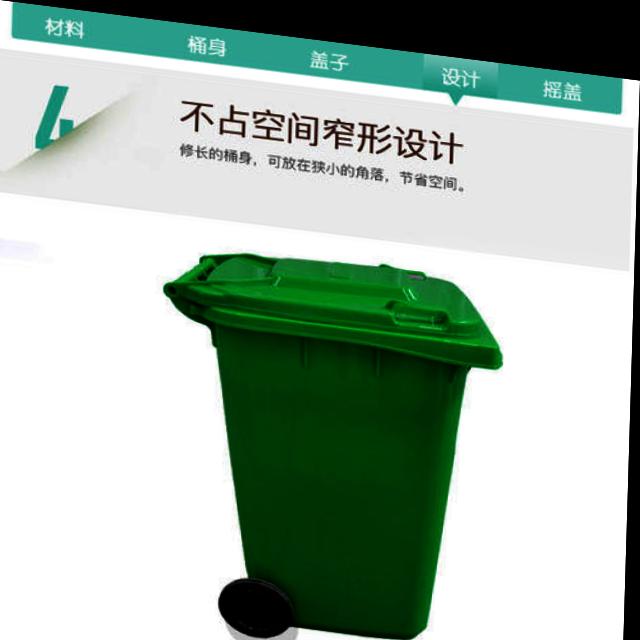 材料 桶身 盖子 设计 摇盖
4
不占空间窄形设计
修长的桶身，可放在狭小的角落，节省空间。